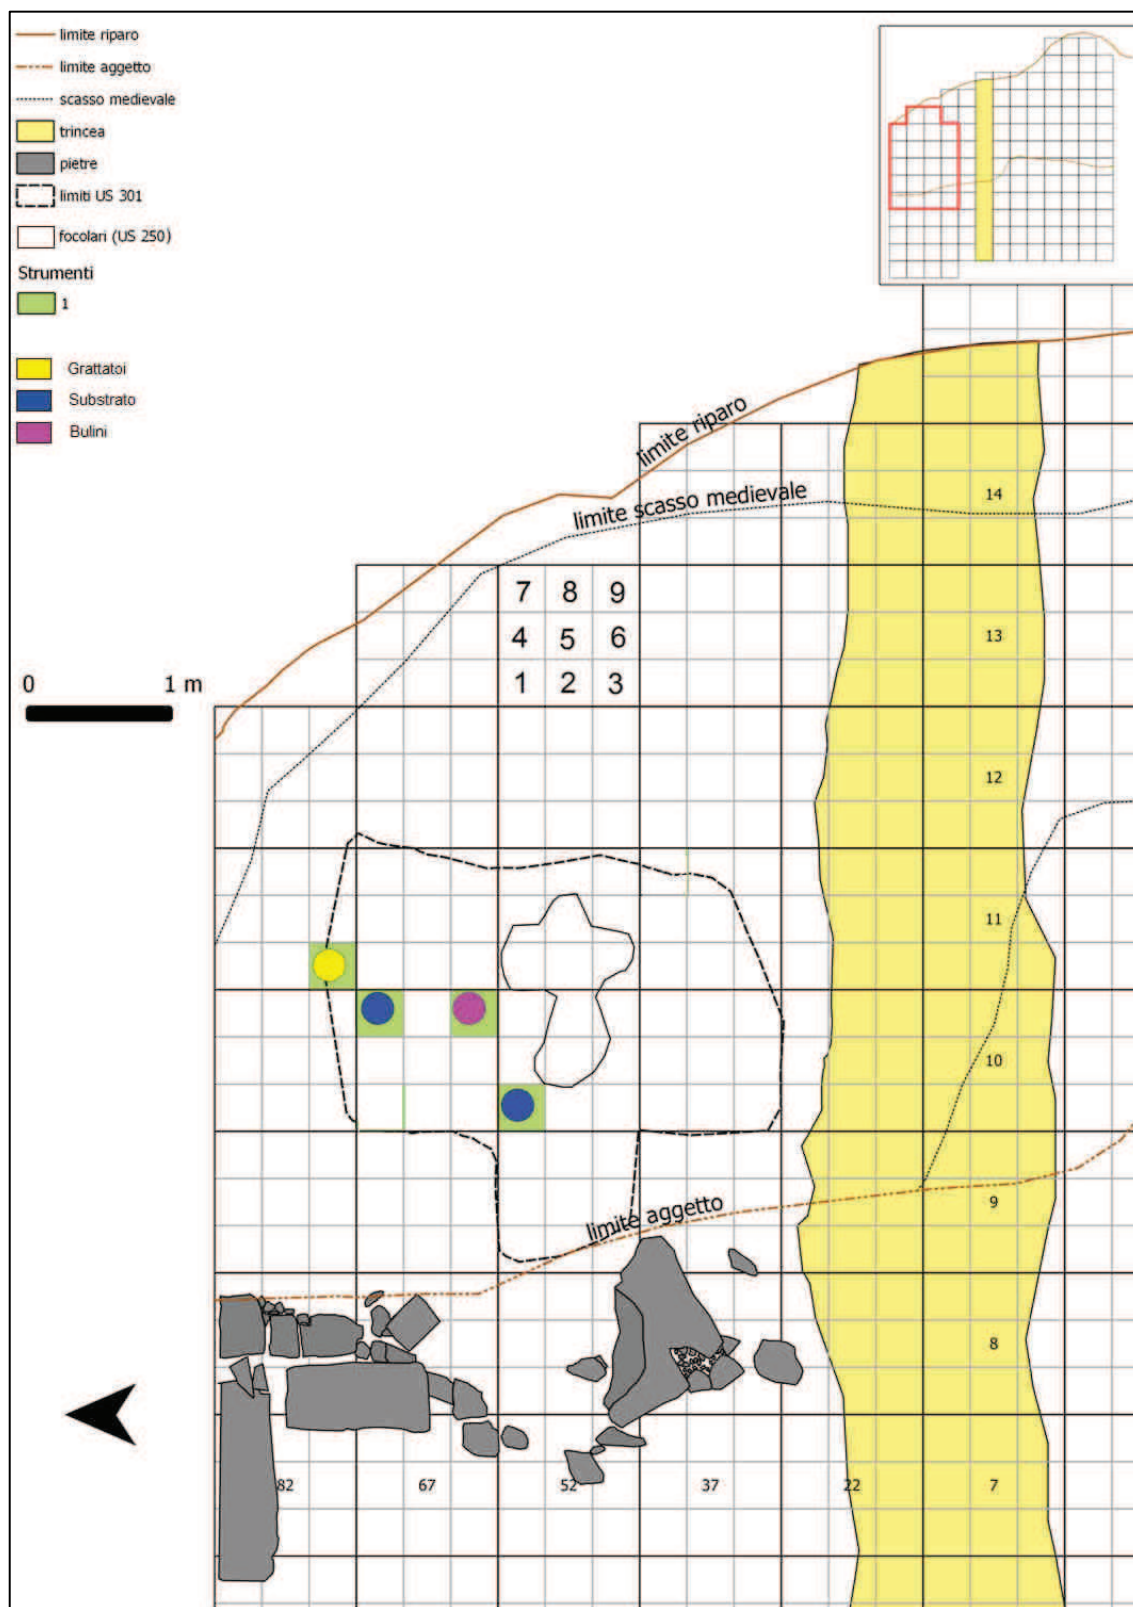 limite riparo
limite aggetto
scasso medievale
trincea
pietre
limiti US 301
focolari (US 250)
Strumenti
1
Grattatoi
Substrato
Bulini
limite riparo
limite scasso medievale
14
7 8 9
4 5 6
1 2 3
13
0 1 m
12
11
10
limite aggetto
9
8
82 67 52 37 22 7